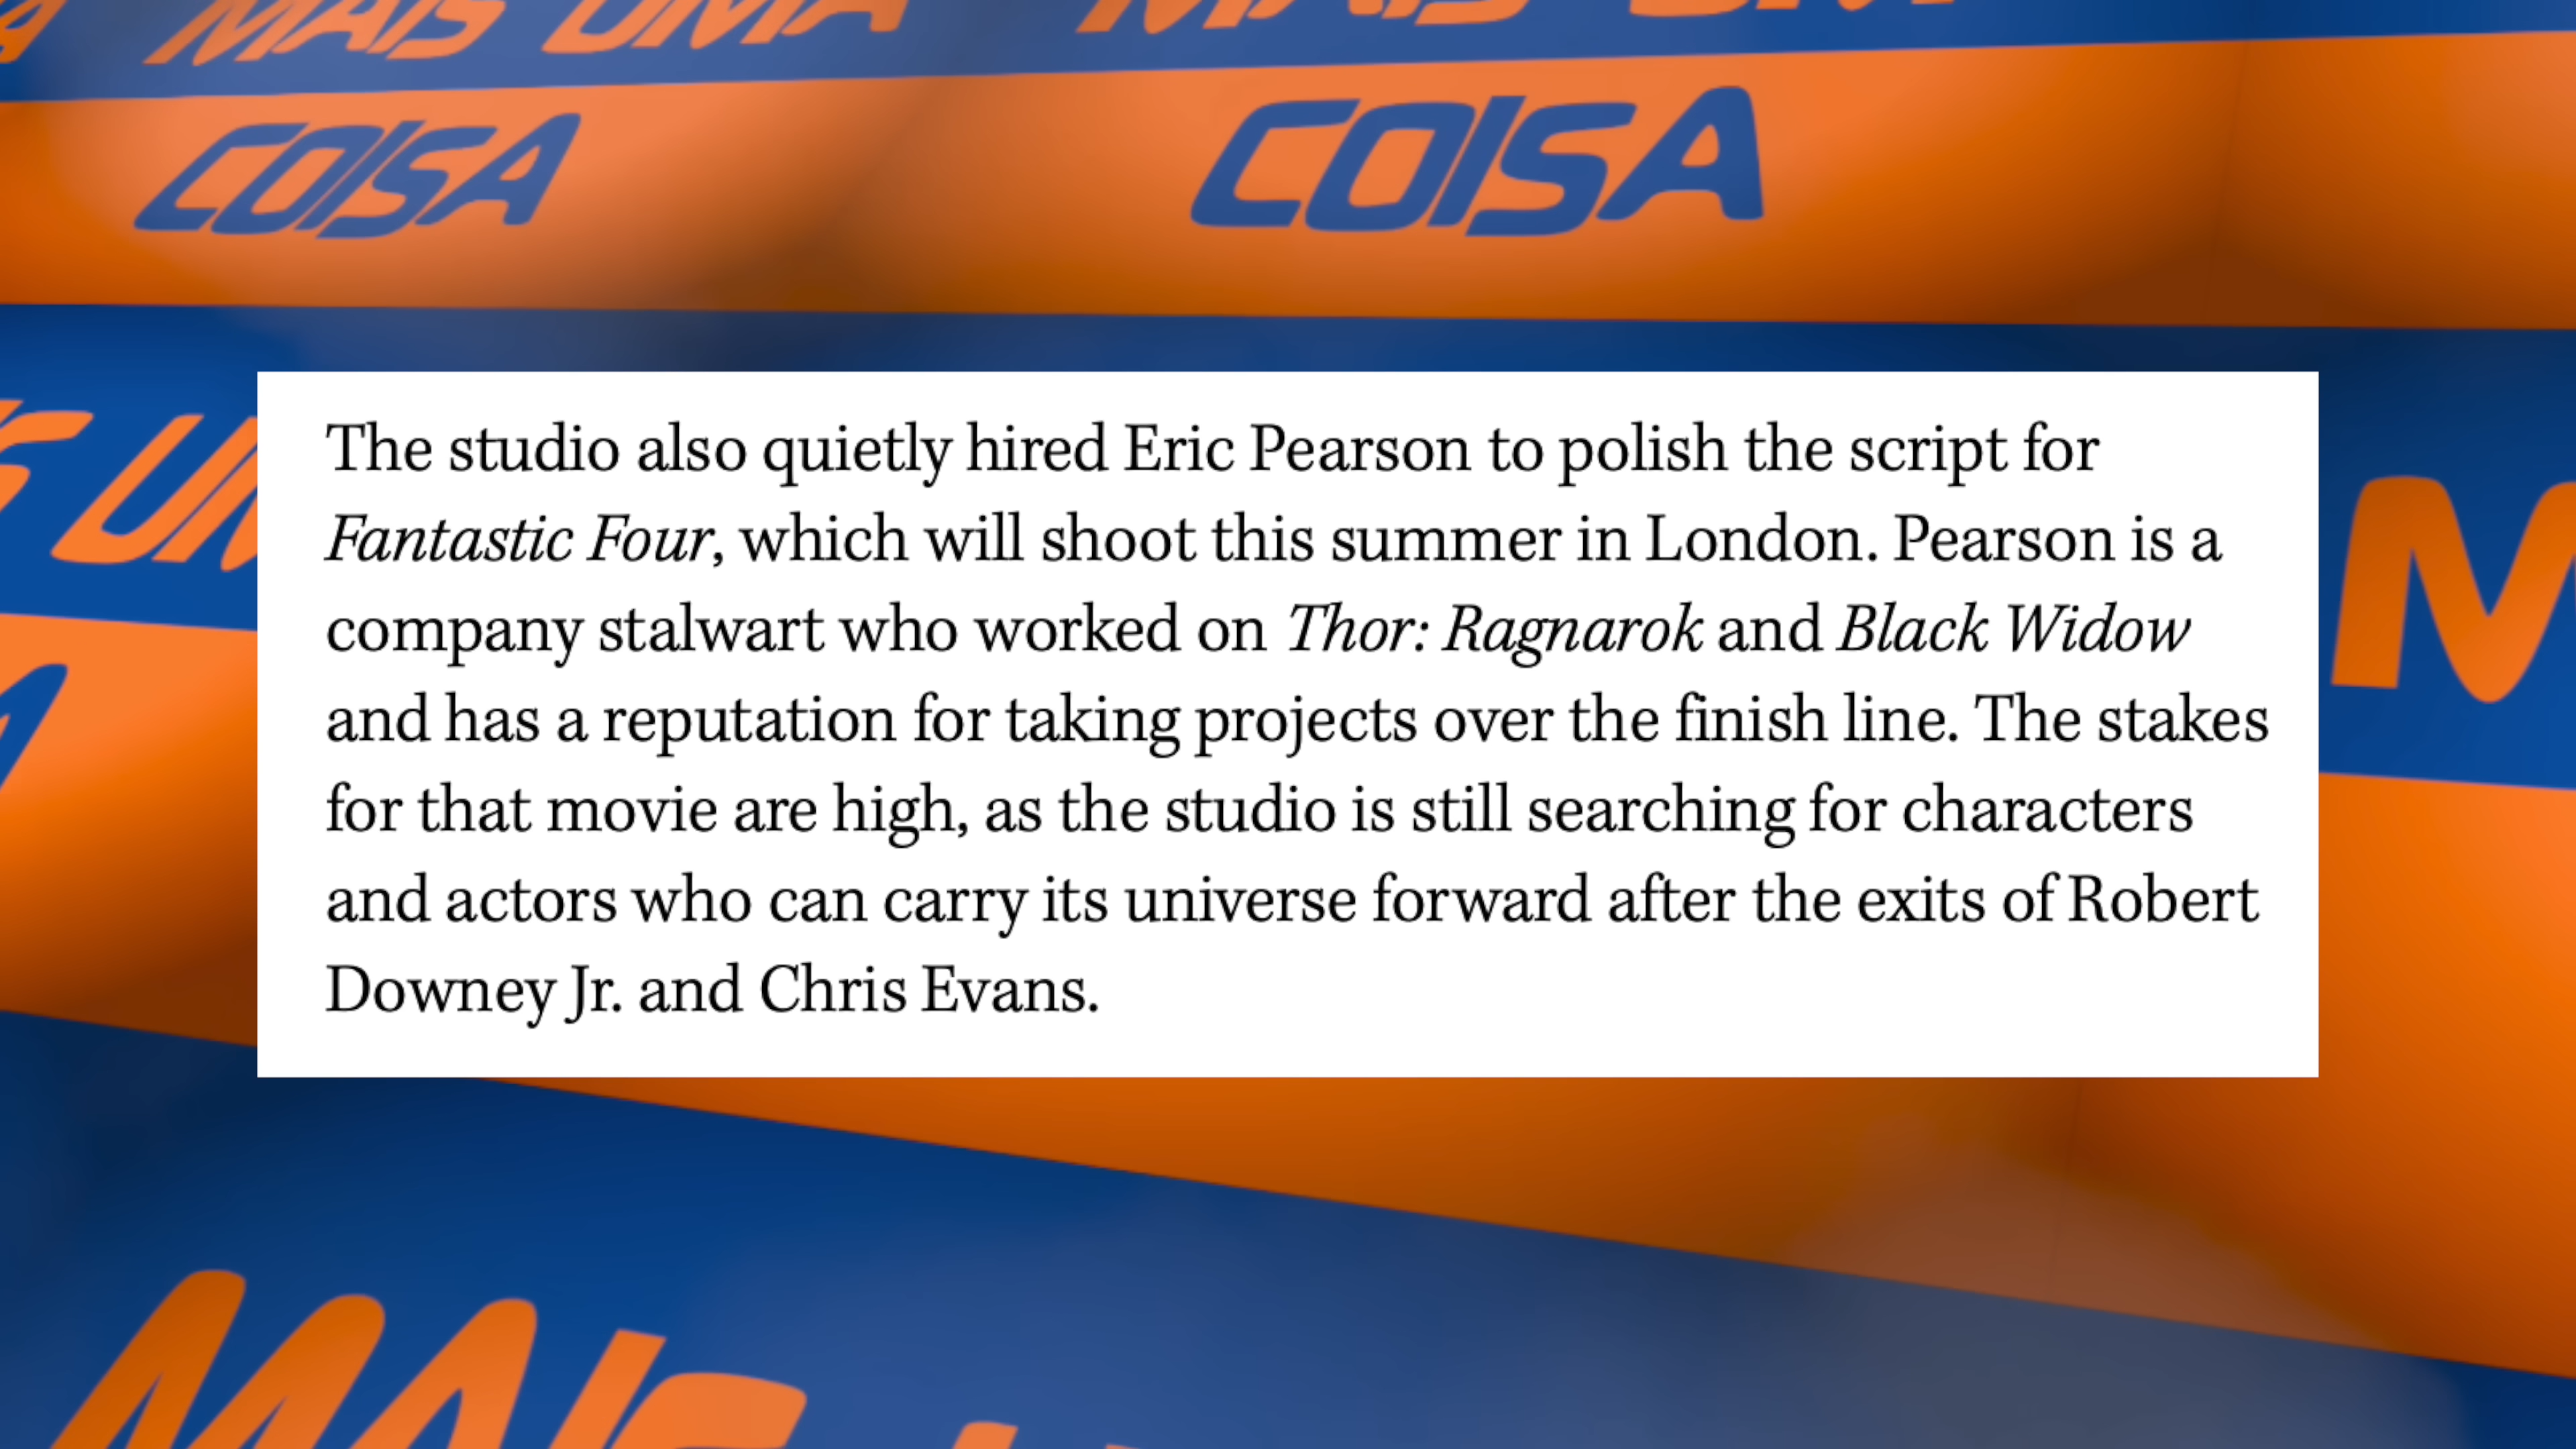 MAIS UMA
COISA
COISA
The studio also quietly hired Eric Pearson to polish the script for
Fantastic Four, which will shoot this summer in London. Pearson is a
company stalwart who worked on Thor: Ragnarok and Black Widow
and has a reputation for taking projects over the finish line. The stakes
for that movie are high, as the studio is still searching for characters
and actors who can carry its universe forward after the exits of Robert
Downey Jr. and Chris Evans.
MAIS